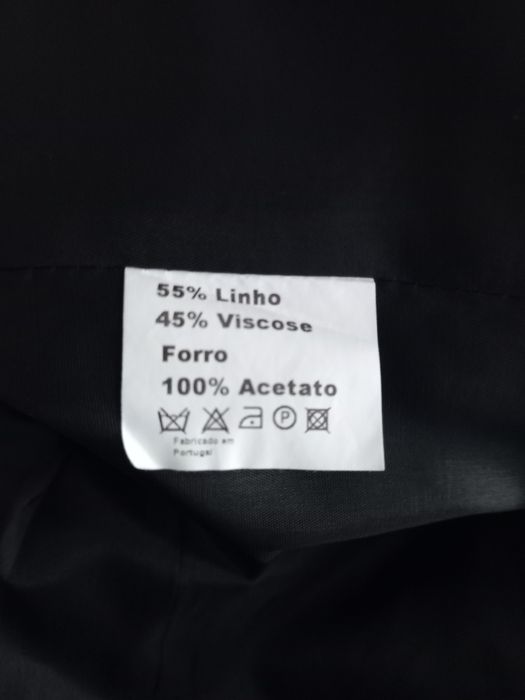 55% Linho
45% Viscose
Forro
100% Acetato
P
Fabricado em
Portugal